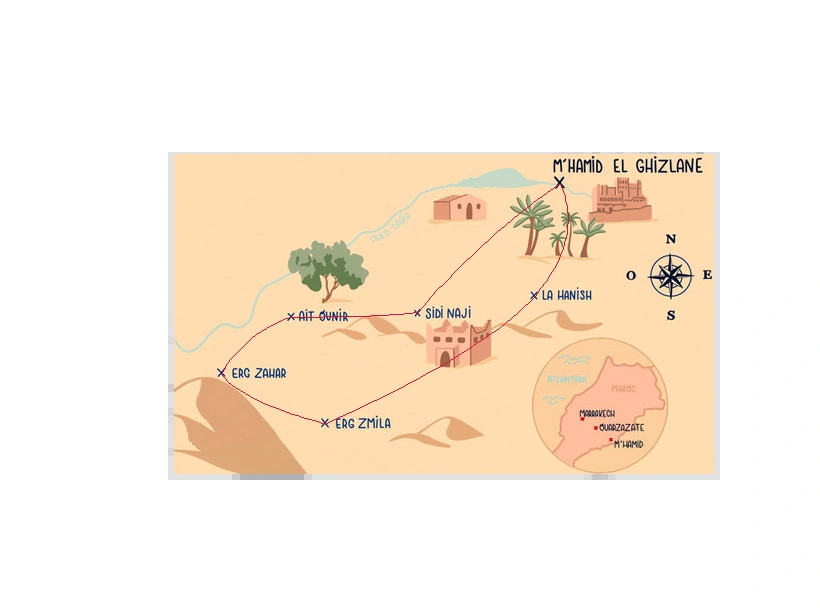 M'HAMID EL GHIZLANE
OUED DRÂA
N
O
E
S
LA HANISH
AIT OUNIR
SIDI NAJI
ERG ZAHAR
ERG ZMILA
ATLANTIQUE
MAROC
MARRAKECH
OUARZAZATE
M'HAMID